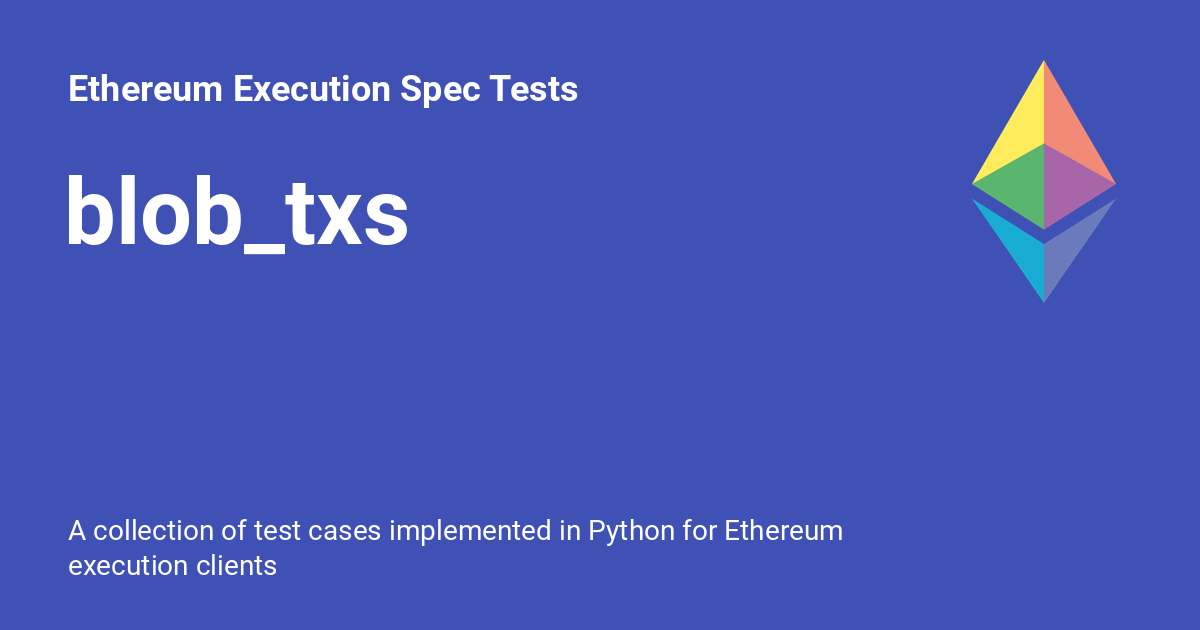 Ethereum Execution Spec Tests
blob_txs
A collection of test cases implemented in Python for Ethereum
execution clients